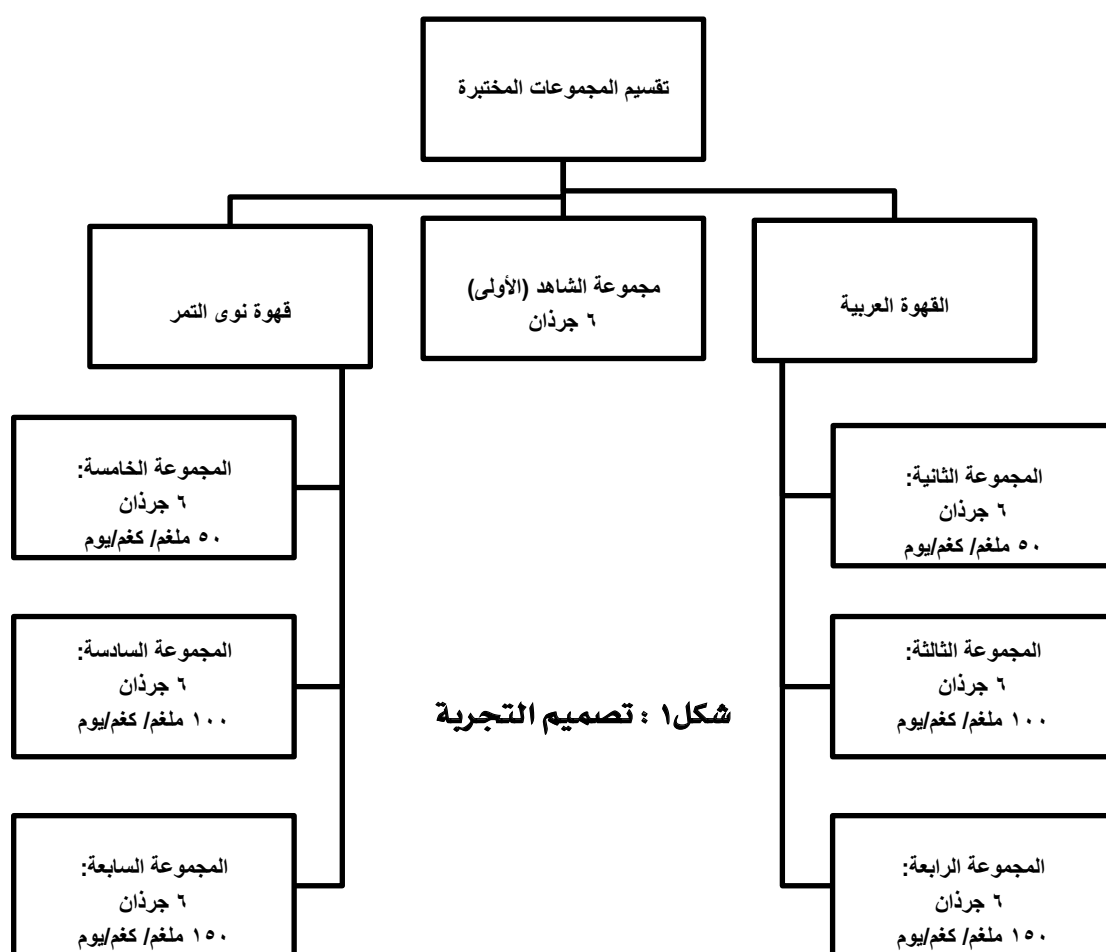 تقسيم المجموعات المختبرة
القهوة العربية
مجموعة الشاهد (الأولى)
٦ جرذان
قهوة نوى التمر
المجموعة الثانية:
٦ جرذان
٥٠ ملغم/ كغم/يوم
المجموعة الثالثة:
٦ جرذان
١٠٠ ملغم/ كغم/يوم
المجموعة الرابعة:
٦ جرذان
١٥٠ ملغم/ كغم/يوم
المجموعة الخامسة:
٦ جرذان
٥٠ ملغم/ كغم/يوم
المجموعة السادسة:
٦ جرذان
١٠٠ ملغم/ كغم/يوم
المجموعة السابعة:
٦ جرذان
١٥٠ ملغم/ كغم/يوم
شكل١ : تصميم التجربة